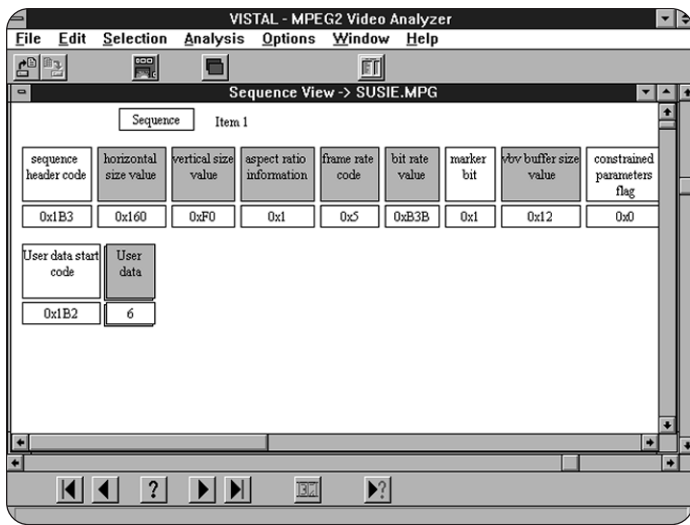 VISTAL - MPEG2 Video Analyzer
File Edit Selection Analysis Options Window Help
Sequence View -> SUSIE.MPG
Sequence Item 1
sequence header code
horizontal size value
vertical size value
aspect ratio information
frame rate code
bit rate value
marker bit
vbv buffer size value
constrained parameters flag
0x1B3 0x160 0xF0 0x1 0x5 0xB3B 0x1 0x12 0x0
User data start code
User data
0x1B2 6
? ?